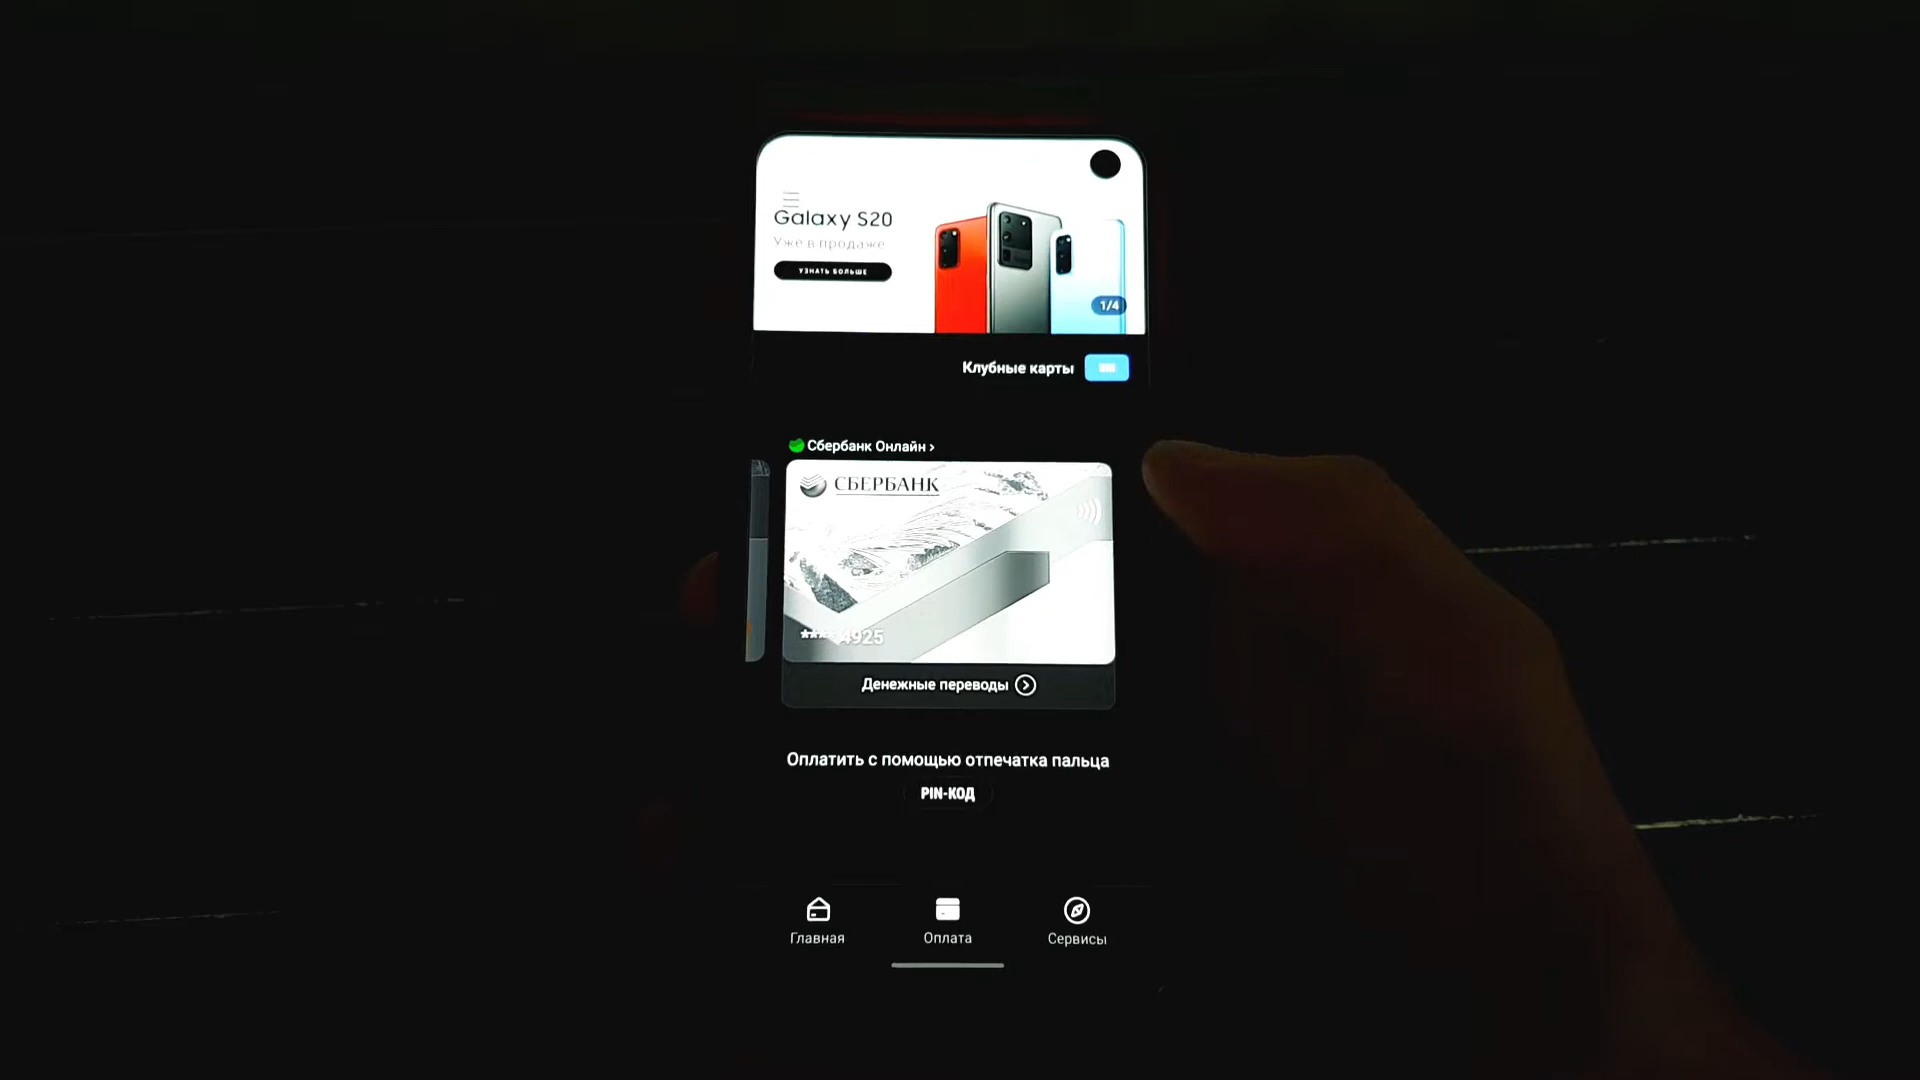 Galaxy S20
Уже в продаже
УЗНАТЬ БОЛЬШЕ
1/4
Клубные карты
Сбербанк Онлайн ›
СБЕРБАНК
**** 4925
Денежные переводы
Оплатить с помощью отпечатка пальца
PIN-КОД
Главная
Оплата
Сервисы